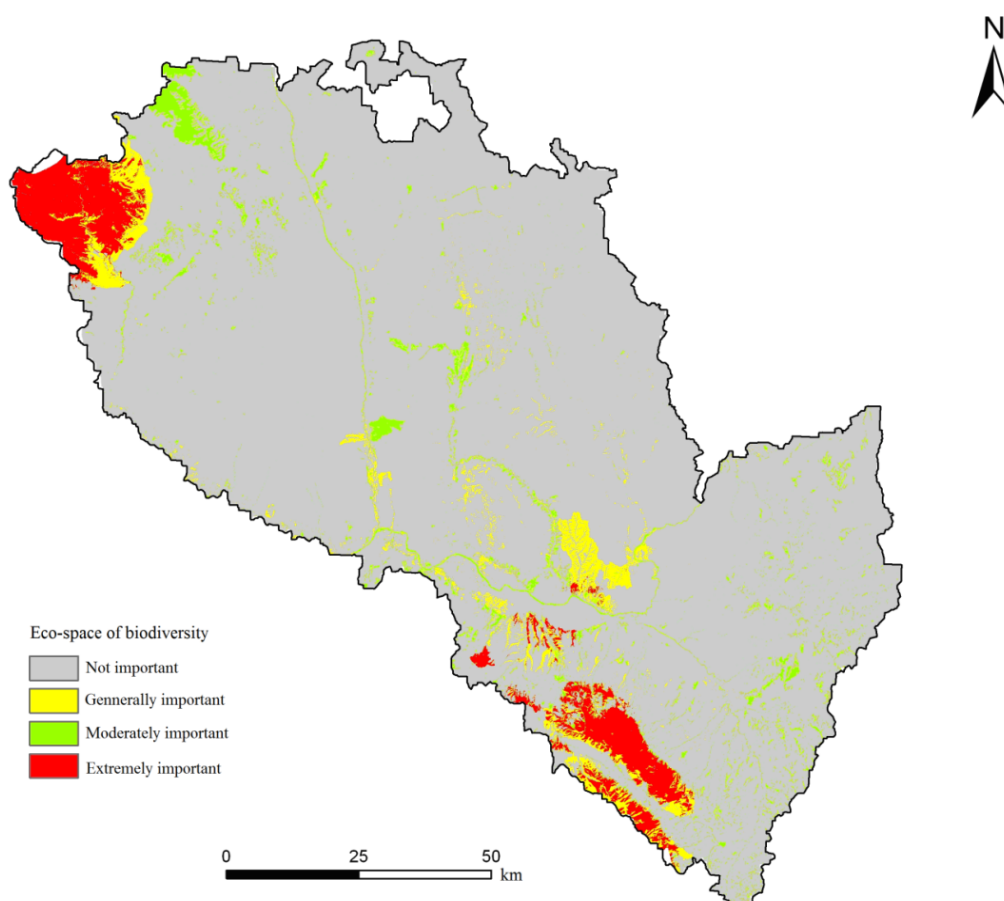 N
Eco-space of biodiversity
Not important
Gennerally important
Moderately important
Extremely important
0 25 50
km